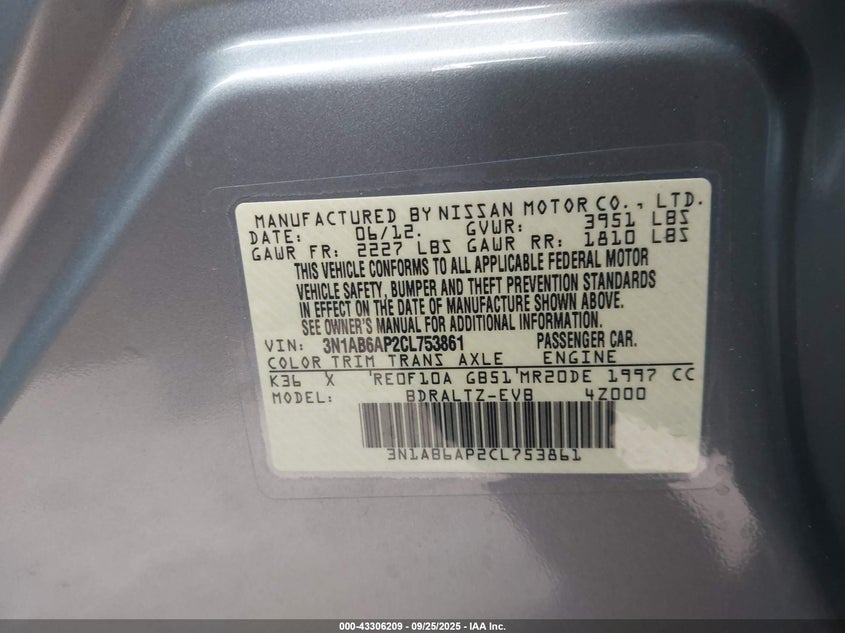 MANUFACTURED BY NISSAN MOTOR CO., LTD.
DATE: 06/12. GVWR: 3951 LBS
GAWR FR: 2227 LBS GAWR RR: 1810 LBS
THIS VEHICLE CONFORMS TO ALL APPLICABLE FEDERAL MOTOR
VEHICLE SAFETY, BUMPER AND THEFT PREVENTION STANDARDS
IN EFFECT ON THE DATE OF MANUFACTURE SHOWN ABOVE.
SEE OWNER'S MANUAL FOR ADDITIONAL INFORMATION.
VIN: 3N1AB6AP2CL753861 PASSENGER CAR.
COLOR TRIM TRANS AXLE ENGINE
K36 X RE0F10A GB51 MR20DE 1997 CC
MODEL: BDRALTZ-EVB 4Z000
3N1AB6AP2CL753861
000-43306209 - 09/25/2025 - IAA Inc.